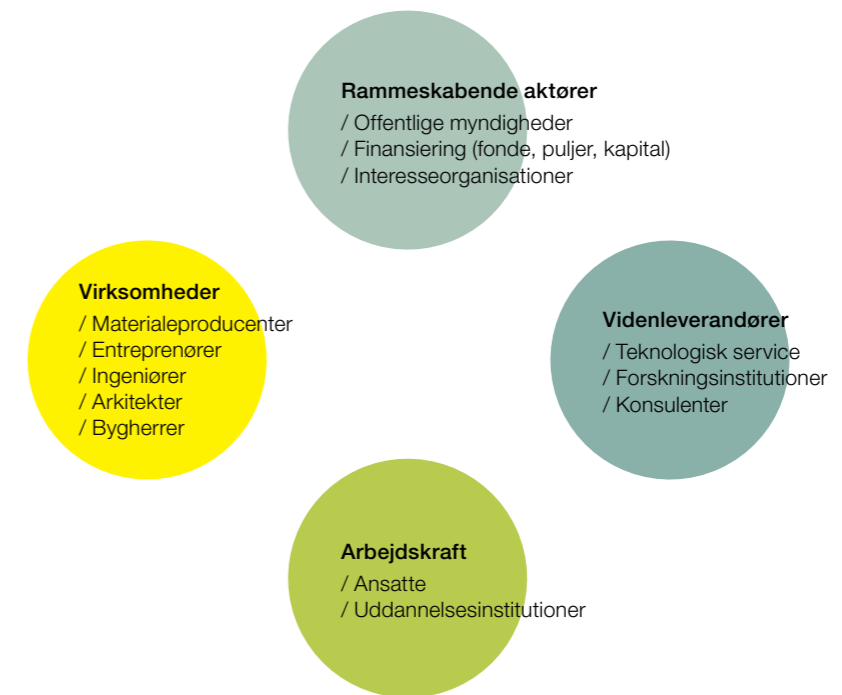 Rammeskabende aktører
/ Offentlige myndigheder
/ Finansiering (fonde, puljer, kapital)
/ Interesseorganisationer
Virksomheder
/ Materialeproducenter
/ Entreprenører
/ Ingeniører
/ Arkitekter
/ Bygherrer
Videnleverandører
/ Teknologisk service
/ Forskningsinstitutioner
/ Konsulenter
Arbejdskraft
/ Ansatte
/ Uddannelsesinstitutioner